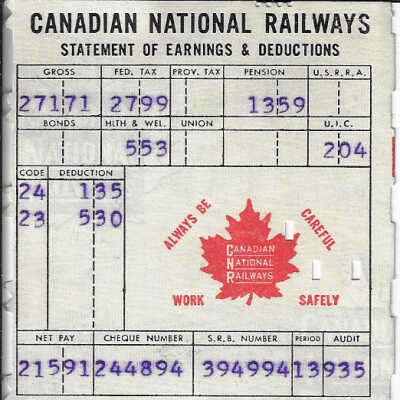 CANADIAN NATIONAL RAILWAYS
STATEMENT OF EARNINGS & DEDUCTIONS
GROSS FED. TAX PROV. TAX PENSION U.S.R.R.A.
27171 2799 1359
BONDS HLTH & WEL. UNION U.I.C.
553 204
CODE DEDUCTION
24 135
23 530
ALWAYS BE CAREFUL
CANADIAN
NATIONAL
RAILWAYS
WORK SAFELY
NET PAY CHEQUE NUMBER S.R.B. NUMBER PERIOD AUDIT
21591 244894 394994 13 935